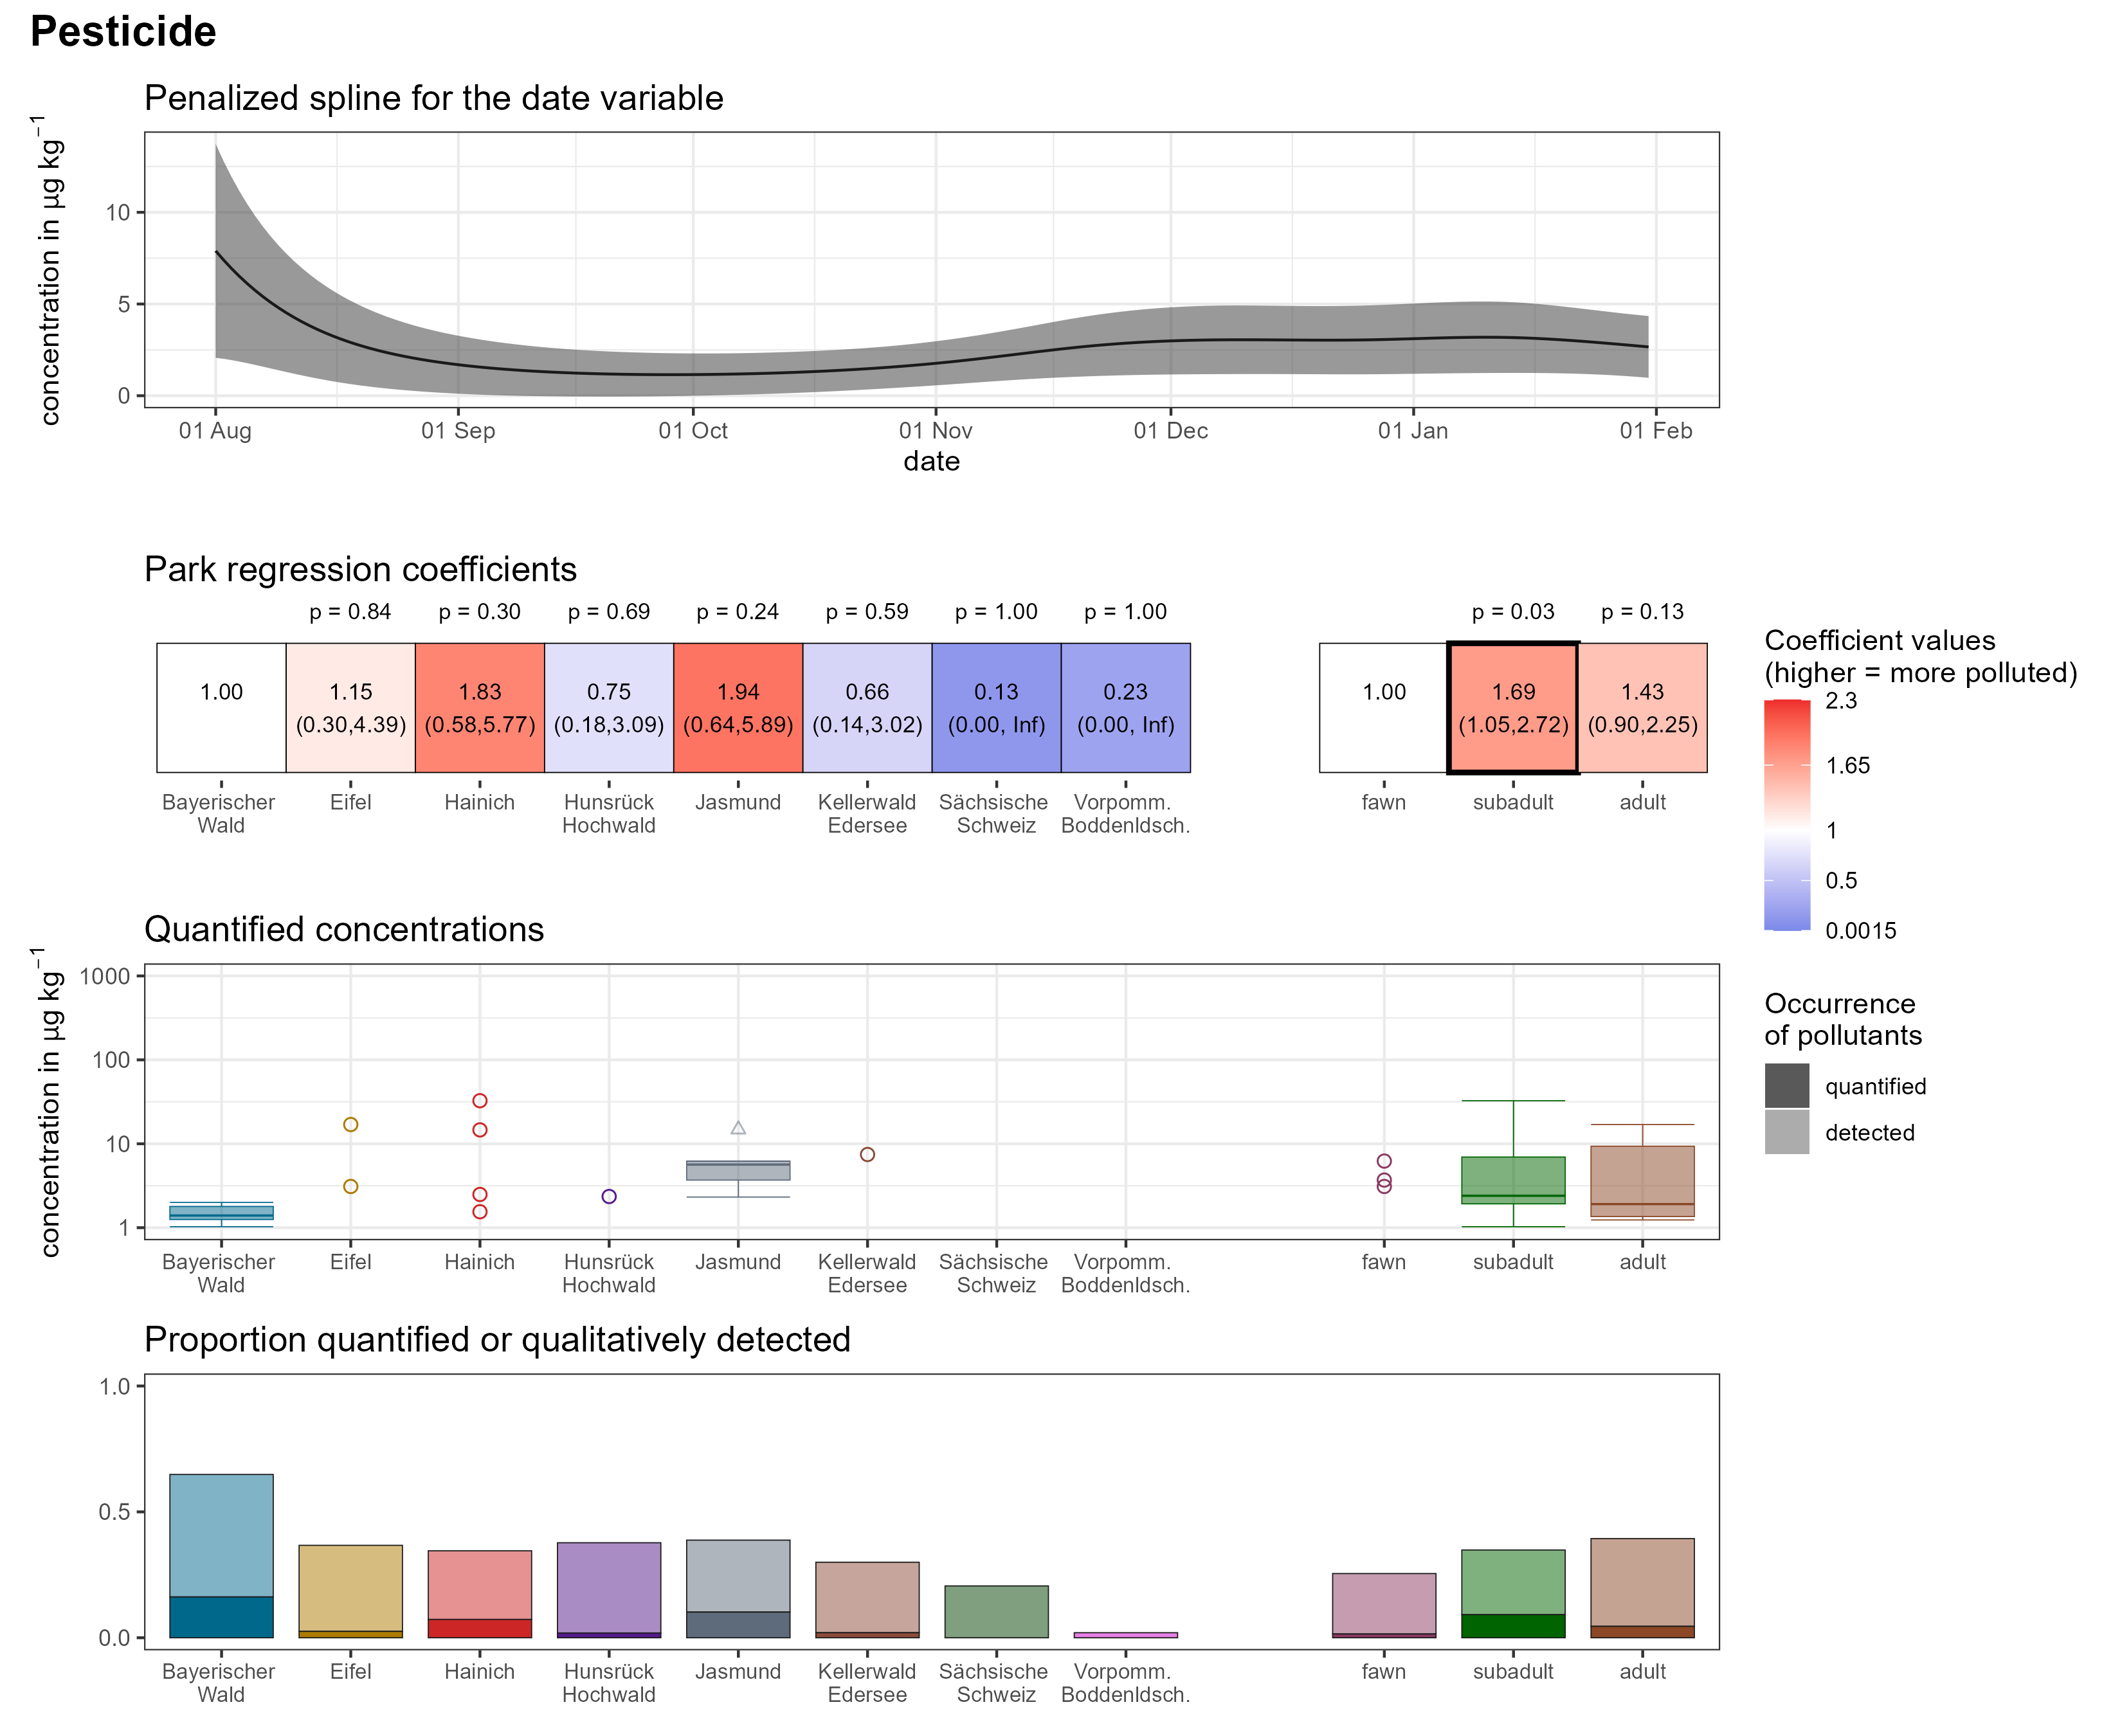 Pesticide
Penalized spline for the date variable
concentration in µg kg⁻¹
10
5
0
01 Aug 01 Sep 01 Oct 01 Nov 01 Dec 01 Jan 01 Feb
date
Park regression coefficients
p = 0.84 p = 0.30 p = 0.69 p = 0.24 p = 0.59 p = 1.00 p = 1.00 p = 0.03 p = 0.13
1.00 1.15 1.83 0.75 1.94 0.66 0.13 0.23 1.00 1.69 1.43
(0.30,4.39) (0.58,5.77) (0.18,3.09) (0.64,5.89) (0.14,3.02) (0.00, Inf) (0.00, Inf) (1.05,2.72) (0.90,2.25)
Bayerischer Eifel Hainich Hunsrück Jasmund Kellerwald Sächsische Vorpomm. fawn subadult adult
Wald Hochwald Edersee Schweiz Boddenldsch.
Coefficient values
(higher = more polluted)
2.3
1.65
1
0.5
0.0015
Quantified concentrations
concentration in µg kg⁻¹
1000
100
10
1
Bayerischer Eifel Hainich Hunsrück Jasmund Kellerwald Sächsische Vorpomm. fawn subadult adult
Wald Hochwald Edersee Schweiz Boddenldsch.
Occurrence
of pollutants
quantified
detected
Proportion quantified or qualitatively detected
1.0
0.5
0.0
Bayerischer Eifel Hainich Hunsrück Jasmund Kellerwald Sächsische Vorpomm. fawn subadult adult
Wald Hochwald Edersee Schweiz Boddenldsch.